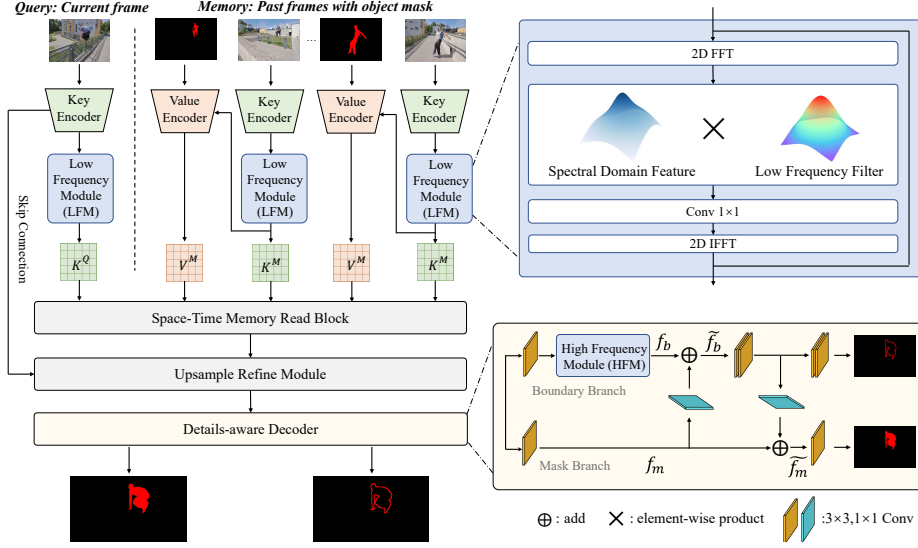 Query: Current frame
Memory: Past frames with object mask
...
Key
Encoder
Value
Encoder
Key
Encoder
Value
Encoder
Key
Encoder
Low
Frequency
Module
(LFM)
Low
Frequency
Module
(LFM)
Low
Frequency
Module
(LFM)
Skip Connection
K^Q
V^M
K^M
V^M
K^M
Space-Time Memory Read Block
Upsample Refine Module
Details-aware Decoder
2D FFT
Spectral Domain Feature
Low Frequency Filter
Conv 1×1
2D IFFT
High Frequency
Module (HFM)
f_b
\widetilde{f_b}
Boundary Branch
Mask Branch
f_m
\widetilde{f_m}
⊕ : add
× : element-wise product
:3×3,1×1 Conv